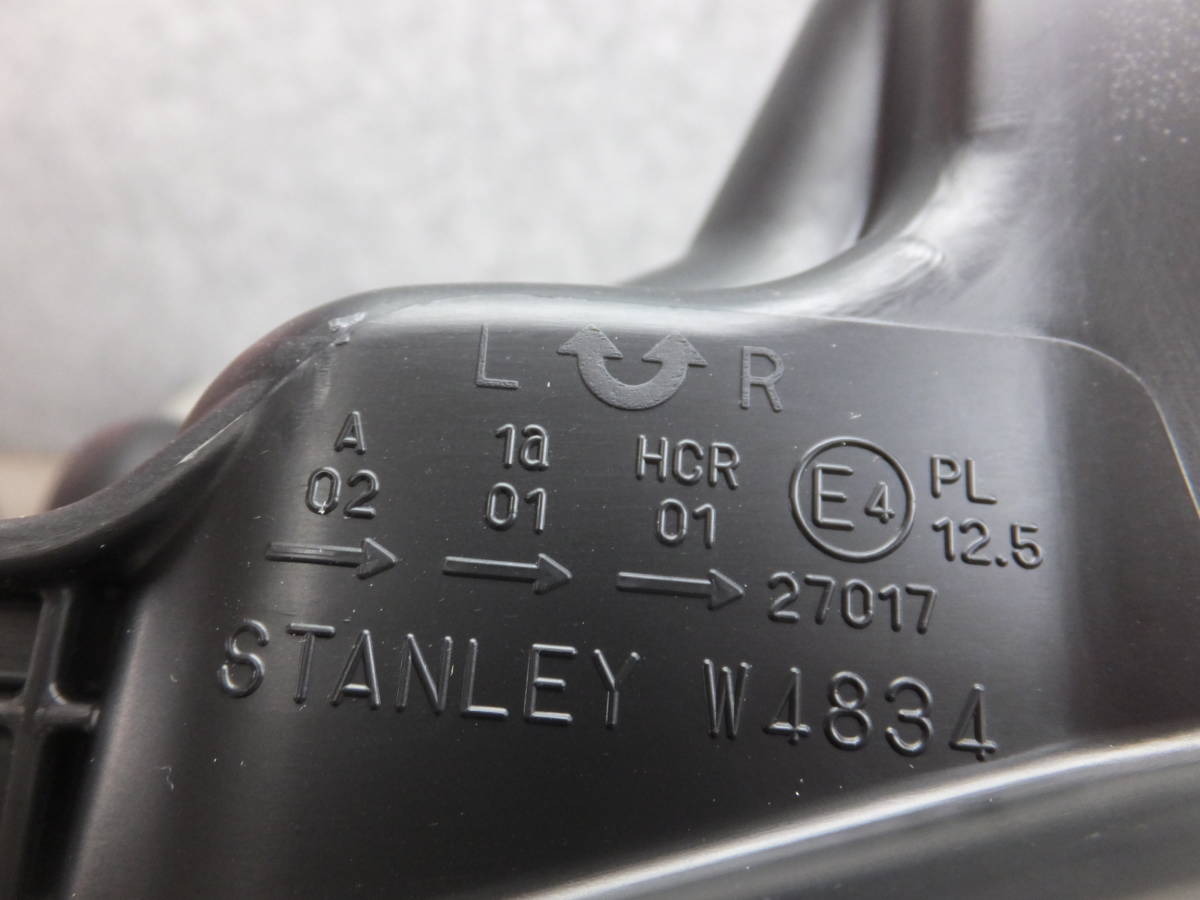 L R
A 1a HCR PL
02 01 01 E4 12.5
27017
STANLEY W4834